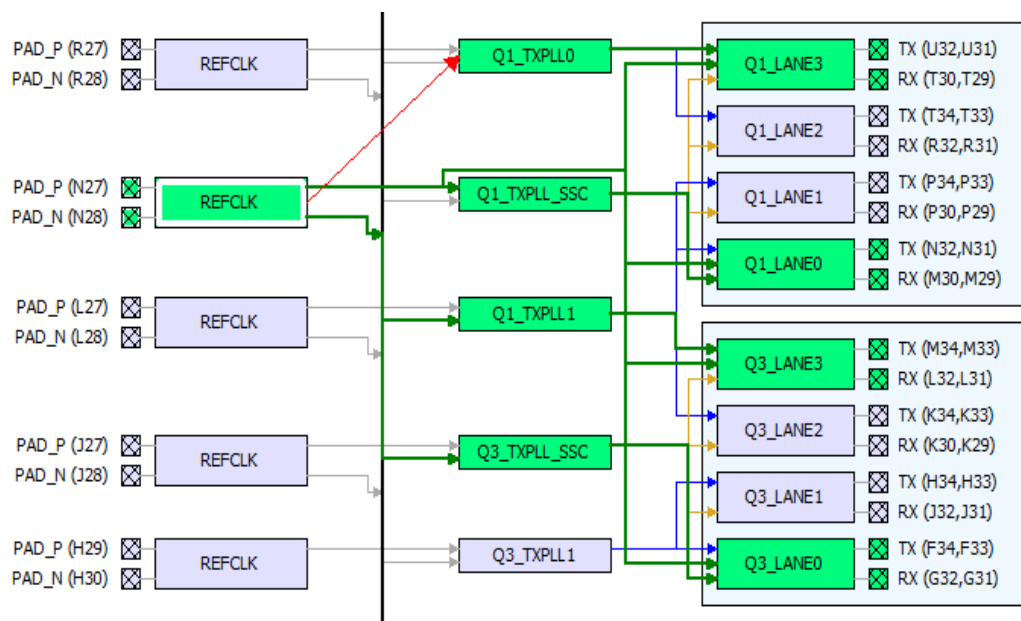 PAD_P (R27)
PAD_N (R28)
REFCLK
PAD_P (N27)
PAD_N (N28)
REFCLK
PAD_P (L27)
PAD_N (L28)
REFCLK
PAD_P (J27)
PAD_N (J28)
REFCLK
PAD_P (H29)
PAD_N (H30)
REFCLK
Q1_TXPLL0
Q1_TXPLL_SSC
Q1_TXPLL1
Q3_TXPLL_SSC
Q3_TXPLL1
Q1_LANE3
TX (U32,U31)
RX (T30,T29)
Q1_LANE2
TX (T34,T33)
RX (R32,R31)
Q1_LANE1
TX (P34,P33)
RX (P30,P29)
Q1_LANE0
TX (N32,N31)
RX (M30,M29)
Q3_LANE3
TX (M34,M33)
RX (L32,L31)
Q3_LANE2
TX (K34,K33)
RX (K30,K29)
Q3_LANE1
TX (H34,H33)
RX (J32,J31)
Q3_LANE0
TX (F34,F33)
RX (G32,G31)